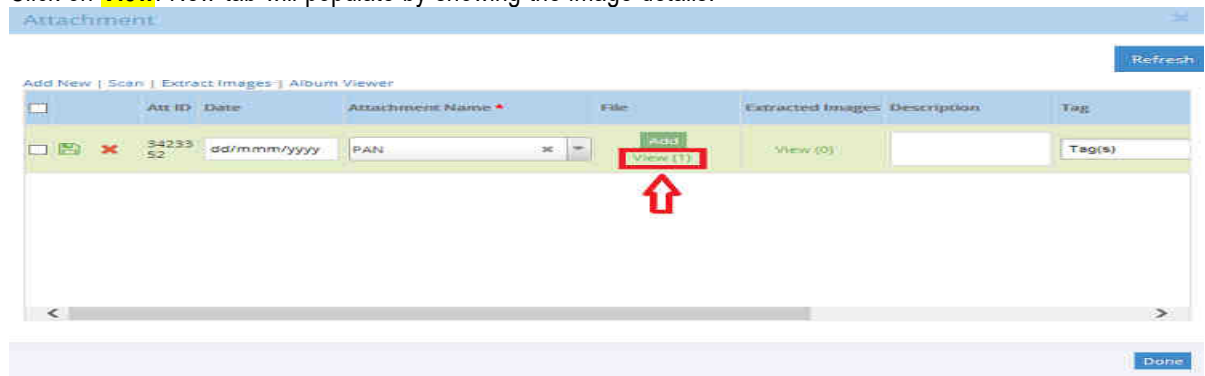 Click on View. New tab will populate by showing the image details.
Attachment
Refresh
Add New | Scan | Extract Images | Album Viewer
Att ID Date Attachment Name * File Extracted Images Description Tag
34233
52
dd/mmm/yyyy PAN Add View (0) Tag(s)
View (1)
Done